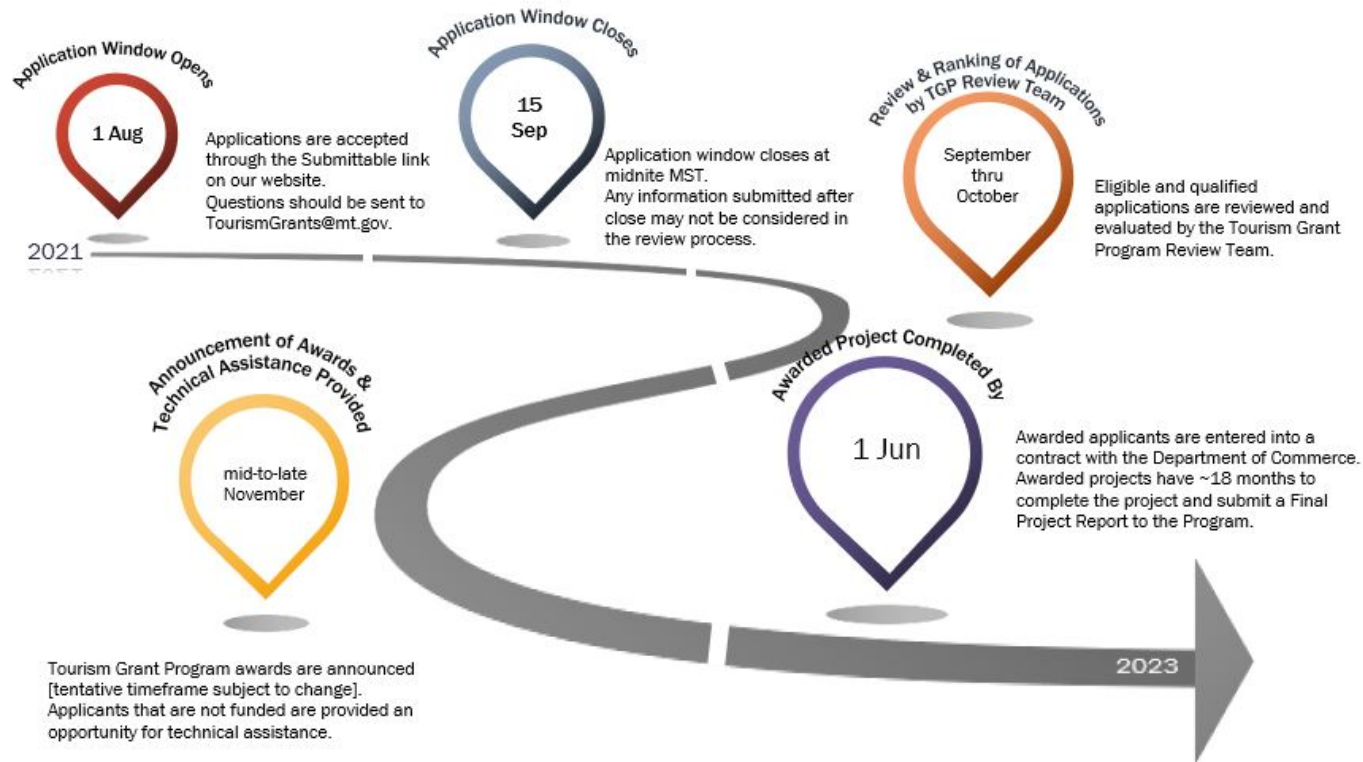 Application Window Opens
1 Aug
Applications are accepted
through the Submittable link
on our website.
Questions should be sent to
TourismGrants@mt.gov.
Application Window Closes
15
Sep
Application window closes at
midnite MST.
Any information submitted after
close may not be considered in
the review process.
Review & Ranking of Applications
by TGP Review Team
September
thru
October
Eligible and qualified
applications are reviewed and
evaluated by the Tourism Grant
Program Review Team.
2021
Announcement of Awards &
Technical Assistance Provided
mid-to-late
November
Tourism Grant Program awards are announced
[tentative timeframe subject to change].
Applicants that are not funded are provided an
opportunity for technical assistance.
Awarded Project Completed By
1 Jun
Awarded applicants are entered into a
contract with the Department of Commerce.
Awarded projects have ~18 months to
complete the project and submit a Final
Project Report to the Program.
2023